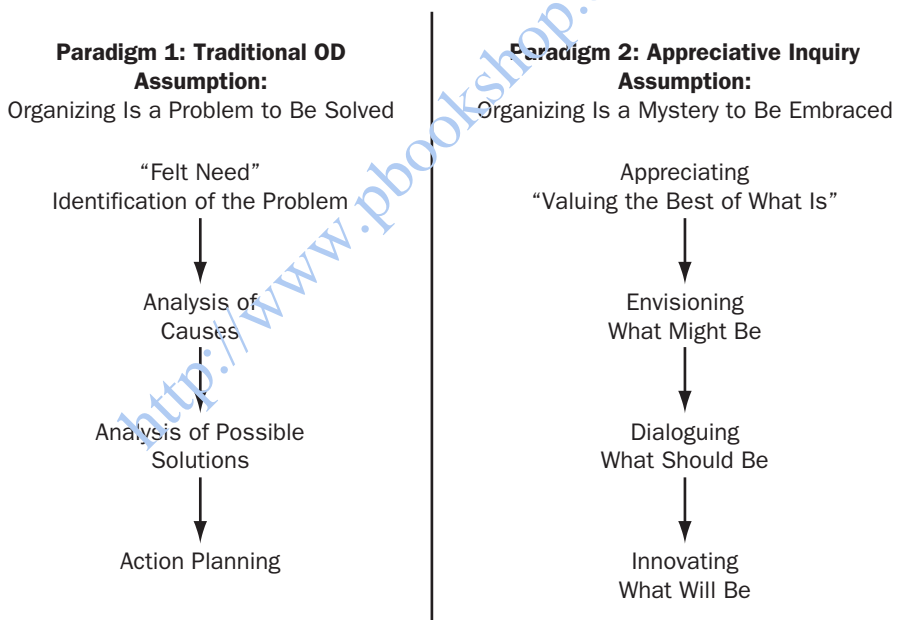 Paradigm 1: Traditional OD
Assumption:
Organizing Is a Problem to Be Solved
“Felt Need”
Identification of the Problem
Analysis of
Causes
Analysis of Possible
Solutions
Action Planning
Paradigm 2: Appreciative Inquiry
Assumption:
Organizing Is a Mystery to Be Embraced
Appreciating
“Valuing the Best of What Is”
Envisioning
What Might Be
Dialoguing
What Should Be
Innovating
What Will Be
http://www.pbookshop.